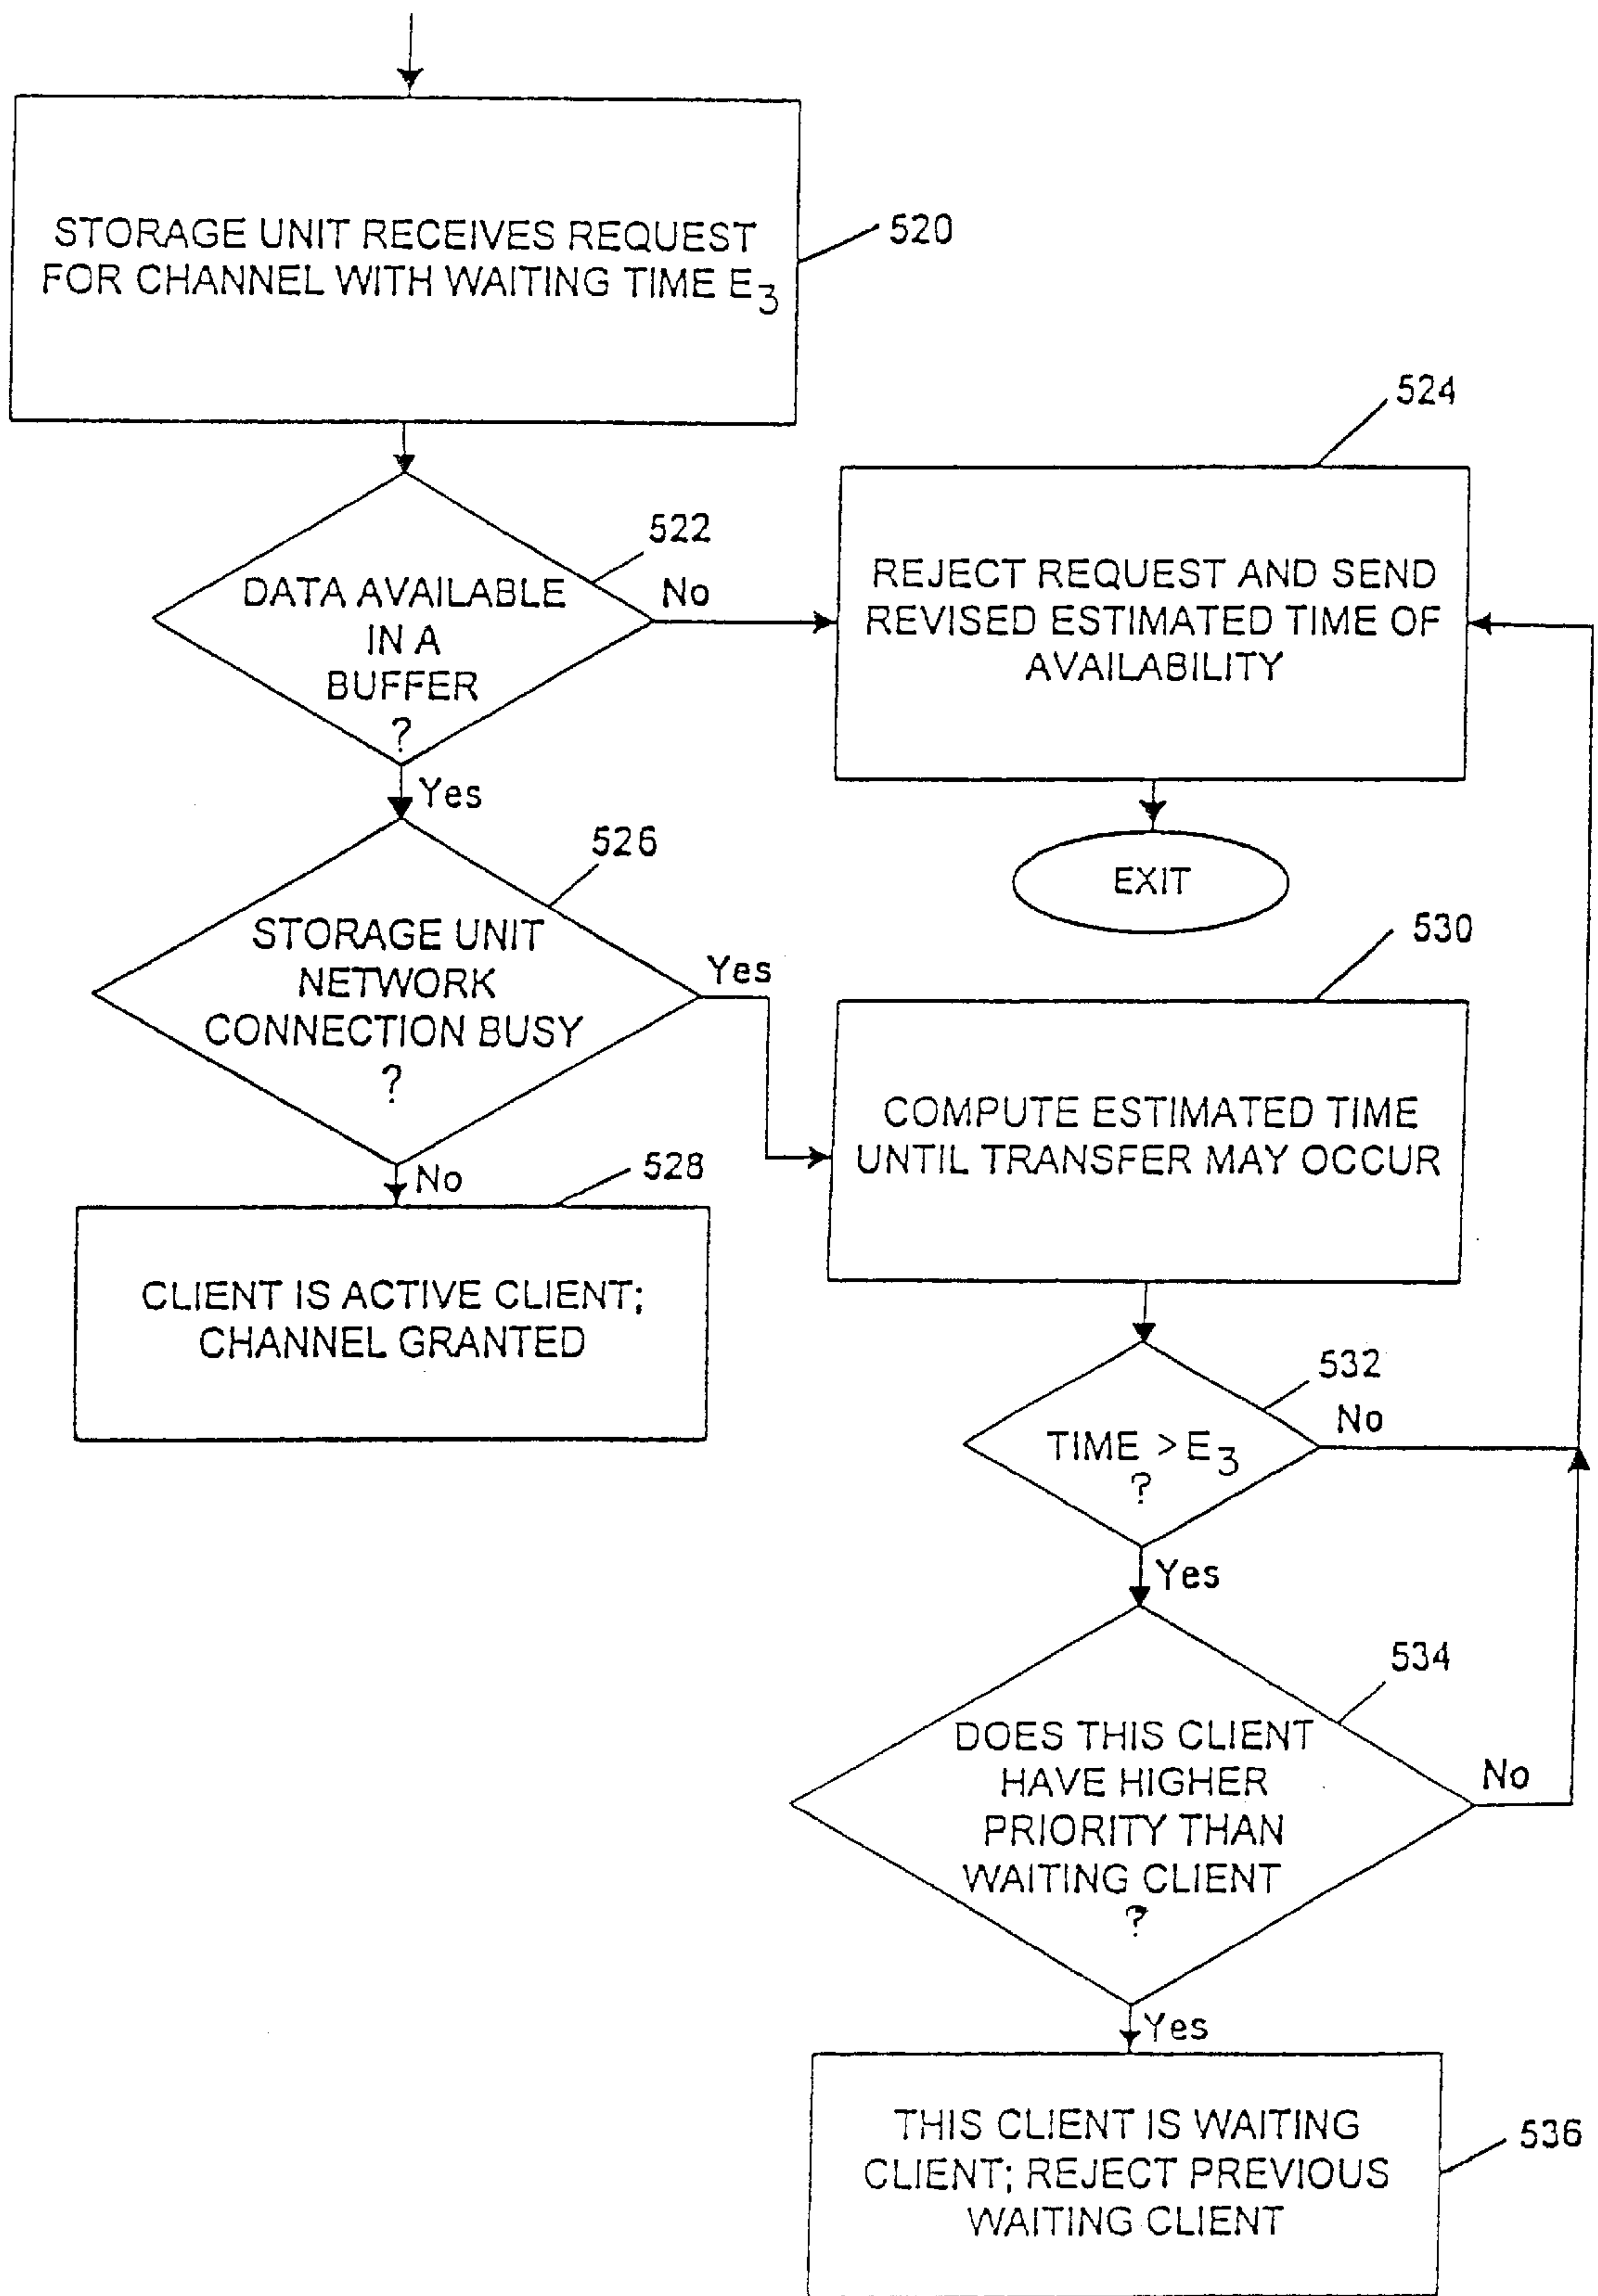 STORAGE UNIT RECEIVES REQUEST
FOR CHANNEL WITH WAITING TIME E3
520
524
522
DATA AVAILABLE
IN A
BUFFER
?
No
REJECT REQUEST AND SEND
REVISED ESTIMATED TIME OF
AVAILABILITY
Yes
EXIT
526
STORAGE UNIT
NETWORK
CONNECTION BUSY
?
Yes
530
COMPUTE ESTIMATED TIME
UNTIL TRANSFER MAY OCCUR
No
528
CLIENT IS ACTIVE CLIENT;
CHANNEL GRANTED
532
TIME > E3
?
No
Yes
534
DOES THIS CLIENT
HAVE HIGHER
PRIORITY THAN
WAITING CLIENT
?
No
Yes
THIS CLIENT IS WAITING
CLIENT; REJECT PREVIOUS
WAITING CLIENT
536